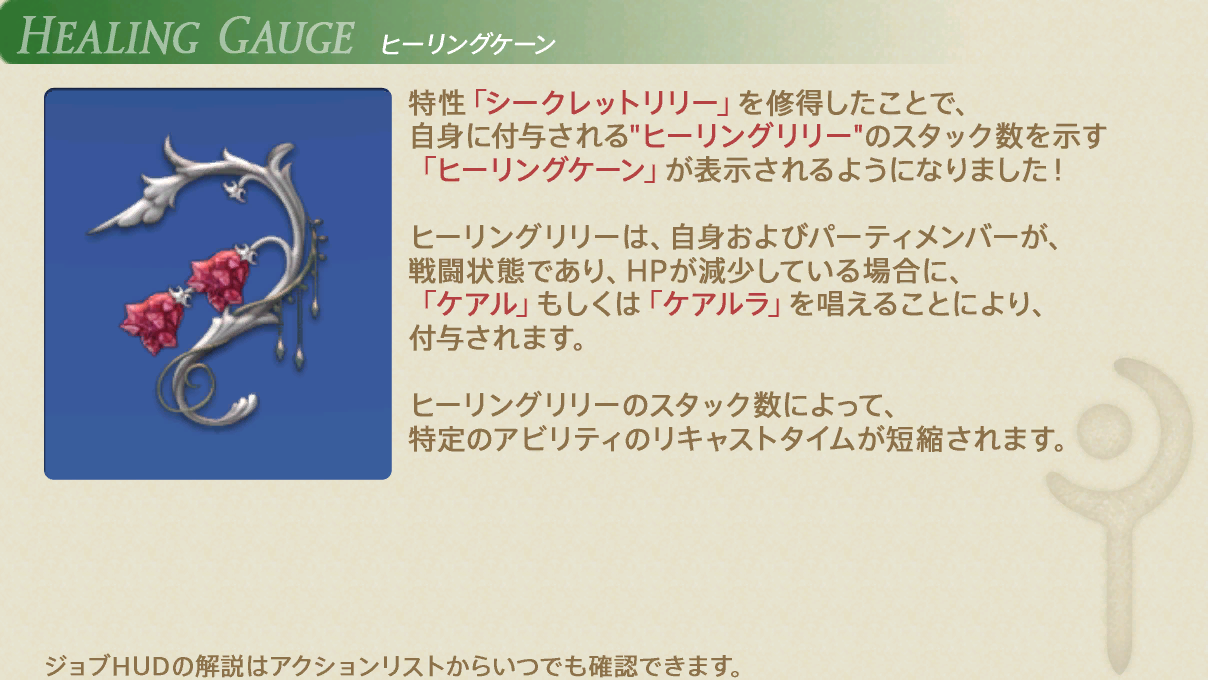 HEALING GAUGE ヒーリングケーン
特性「シークレットリリー」を修得したことで、
自身に付与される"ヒーリングリリー"のスタック数を示す
「ヒーリングケーン」が表示されるようになりました！
ヒーリングリリーは、自身およびパーティメンバーが、
戦闘状態であり、HPが減少している場合に、
「ケアル」もしくは「ケアルラ」を唱えることにより、
付与されます。
ヒーリングリリーのスタック数によって、
特定のアビリティのリキャストタイムが短縮されます。
ジョブHUDの解説はアクションリストからいつでも確認できます。